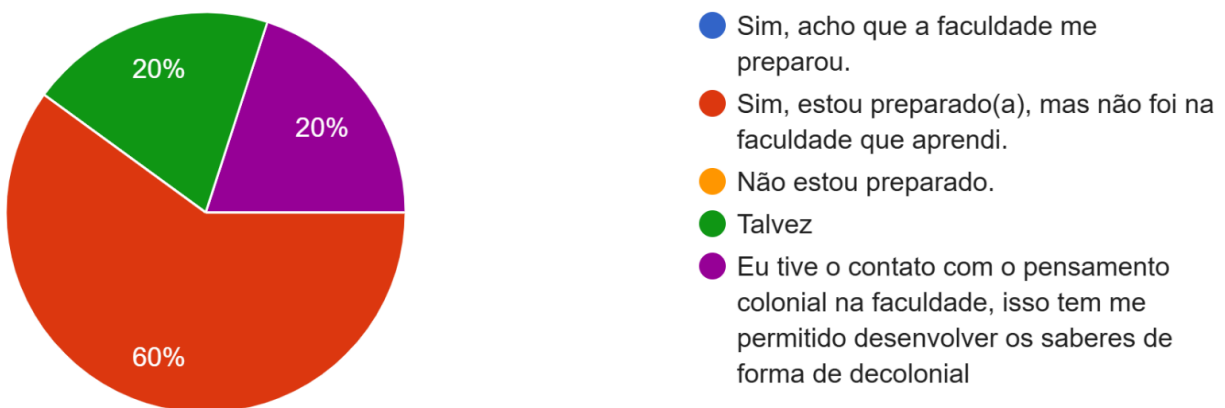 20%
20%
60%
Sim, acho que a faculdade me
preparou.
Sim, estou preparado(a), mas não foi na
faculdade que aprendi.
Não estou preparado.
Talvez
Eu tive o contato com o pensamento
colonial na faculdade, isso tem me
permitido desenvolver os saberes de
forma de decolonial